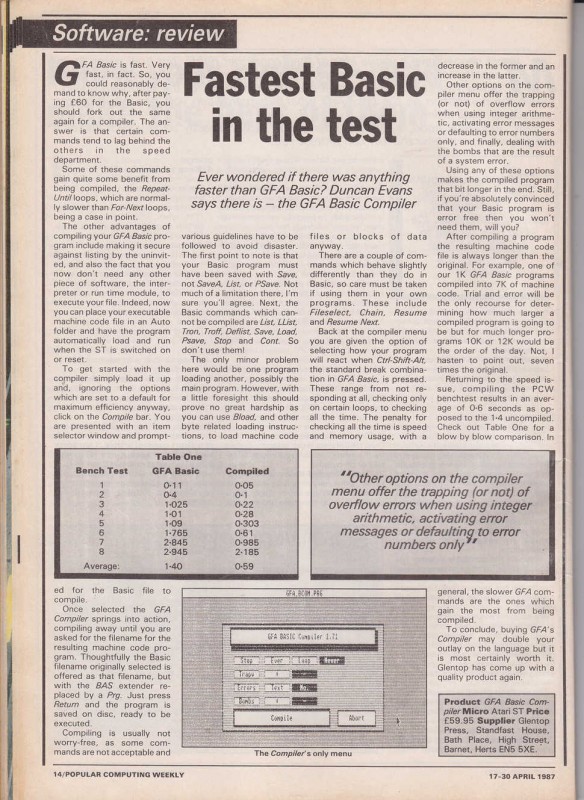 Software: review
GFA Basic is fast. Very
fast, in fact. So, you
could reasonably de-
mand to know why, after pay-
ing £60 for the Basic, you
should fork out the same
again for a compiler. The an-
swer is that certain com-
mands tend to lag behind the
others in the speed
department.
Some of these commands
gain quite some benefit from
being compiled, the Repeat-
Until loops, which are normal-
ly slower than For-Next loops,
being a case in point.
The other advantages of
compiling your GFA Basic pro-
gram include making it secure
against listing by the uninvit-
ed, and also the fact that you
now don't need any other
piece of software, the inter-
preter or run time module, to
execute your file. Indeed, now
you can place your executable
machine code file in an Auto
folder and have the program
automatically load and run
when the ST is switched on
or reset.
To get started with the
compiler simply load it up
and, ignoring the options
which are set to a default for
maximum efficiency anyway,
click on the Compile bar. You
are presented with an item
selector window and prompt-
Fastest Basic
in the test
Ever wondered if there was anything
faster than GFA Basic? Duncan Evans
says there is – the GFA Basic Compiler
various guidelines have to be
followed to avoid disaster.
The first point to note is that
your Basic program must
have been saved with Save,
not SaveA, List, or PSave. Not
much of a limitation there, I'm
sure you'll agree. Next, the
Basic commands which can-
not be compiled are List, LList,
Tron, Troff, Deflist, Save, Load,
Psave, Stop and Cont. So
don't use them!
The only minor problem
here would be one program
loading another, possibly the
main program. However, with
a little foresight this should
prove no great hardship as
you can use Bload, and other
byte related loading instruc-
tions, to load machine code
files or blocks of data
anyway.
There are a couple of com-
mands which behave slightly
differently than they do in
Basic, so care must be taken
if using them in your own
programs. These include
Fileselect, Chain, Resume
and Resume Next.
Back at the compiler menu
you are given the option of
selecting how your program
will react when Ctrl-Shift-Alt,
the standard break combina-
tion in GFA Basic, is pressed.
These range from not re-
sponding at all, checking only
on certain loops, to checking
all the time. The penalty for
checking all the time is speed
and memory usage, with a
decrease in the former and an
increase in the latter.
Other options on the com-
piler menu offer the trapping
(or not) of overflow errors
when using integer arithme-
tic, activating error messages
or defaulting to error numbers
only, and finally, dealing with
the bombs that are the result
of a system error.
Using any of these options
makes the compiled program
that bit longer in the end. Still,
if you're absolutely convinced
that your Basic program is
error free then you won't
need them, will you?
After compiling a program
the resulting machine code
file is always longer than the
original. For example, one of
our 1K GFA Basic programs
compiled into 7K of machine
code. Trial and error will be
the only recourse for deter-
mining how much larger a
compiled program is going to
be but for much longer pro-
grams 10K or 12K would be
the order of the day. Not, I
hasten to point out, seven
times the original.
Returning to the speed is-
sue, compiling the PCW
benchtest results in an aver-
age of 0·6 seconds as op-
posed to the 1·4 uncompiled.
Check out Table One for a
blow by blow comparison. In
Table One
Bench Test GFA Basic Compiled
1 0·11 0·05
2 0·4 0·1
3 1·025 0·22
4 1·01 0·28
5 1·09 0·303
6 1·765 0·61
7 2·845 0·985
8 2·945 2·185
Average: 1·40 0·59
"Other options on the compiler
menu offer the trapping (or not) of
overflow errors when using integer
arithmetic, activating error
messages or defaulting to error
numbers only"
ed for the Basic file to
compile.
Once selected the GFA
Compiler springs into action,
compiling away until you are
asked for the filename for the
resulting machine code pro-
gram. Thoughtfully the Basic
filename originally selected is
offered as that filename, but
with the BAS extender re-
placed by a Prg. Just press
Return and the program is
saved on disc, ready to be
executed.
Compiling is usually not
worry-free, as some com-
mands are not acceptable and
GFA_BCOM.PRG
GFA BASIC Compiler 1.71
Stop Ever Loop Never
Traps
Errors Text No.
Bombs
Compile Abort
The Compiler's only menu
general, the slower GFA com-
mands are the ones which
gain the most from being
compiled.
To conclude, buying GFA's
Compiler may double your
outlay on the language but it
is most certainly worth it.
Glentop has come up with a
quality product again.
Product GFA Basic Com-
piler Micro Atari ST Price
£59.95 Supplier Glentop
Press, Standfast House,
Bath Place, High Street,
Barnet, Herts EN5 5XE.
14/POPULAR COMPUTING WEEKLY
17-30 APRIL 1987